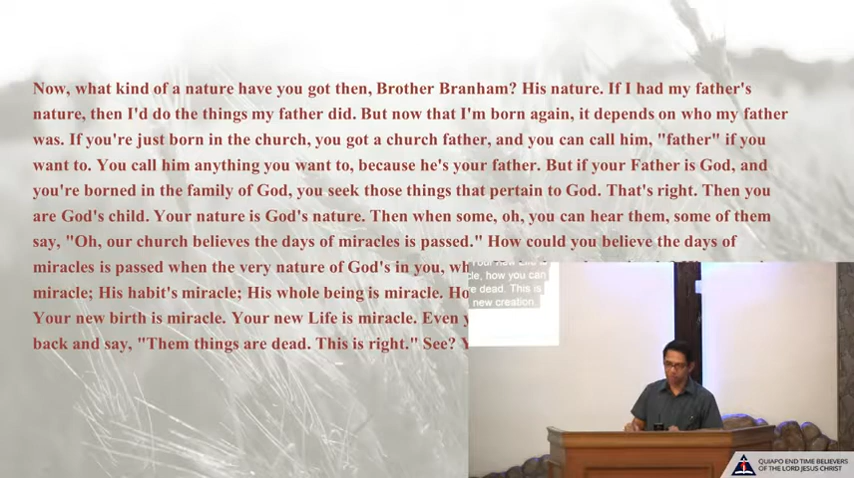 Now, what kind of a nature have you got then, Brother Branham? His nature. If I had my father's
nature, then I'd do the things my father did. But now that I'm born again, it depends on who my father
was. If you're just born in the church, you got a church father, and you can call him, "father" if you
want to. You call him anything you want to, because he's your father. But if your Father is God, and
you're borned in the family of God, you seek those things that pertain to God. That's right. Then you
are God's child. Your nature is God's nature. Then when some, oh, you can hear them, some of them
say, "Oh, our church believes the days of miracles is passed." How could you believe the days of
miracles is passed when the very nature of God's in you,
miracle; His habit's miracle; His whole being is miracle.
Your new birth is miracle. Your new Life is miracle. Even
back and say, "Them things are dead. This is right." See?
how you can
dead. This is
new creation.
QUIAPO END TIME BELIEVERS
OF THE LORD JESUS CHRIST